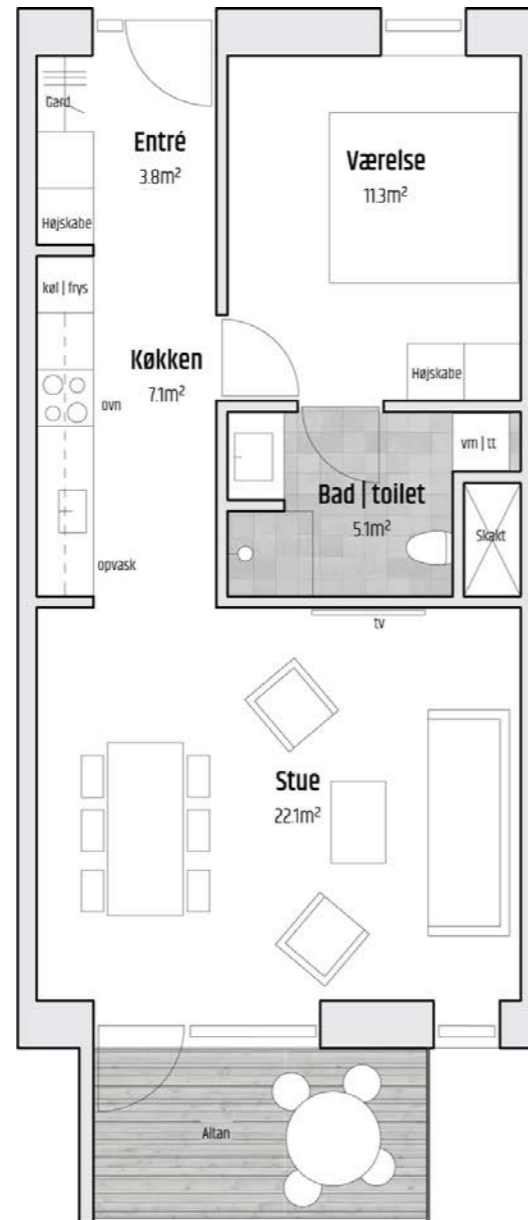 Gard
Entré
3.8m²
Værelse
11.3m²
Højskabe
køl | frys
Køkken
7.1m²
ovn
Højskabe
vm | tt
Bad | toilet
5.1m²
Skakt
opvask
tv
Stue
22.1m²
Altan